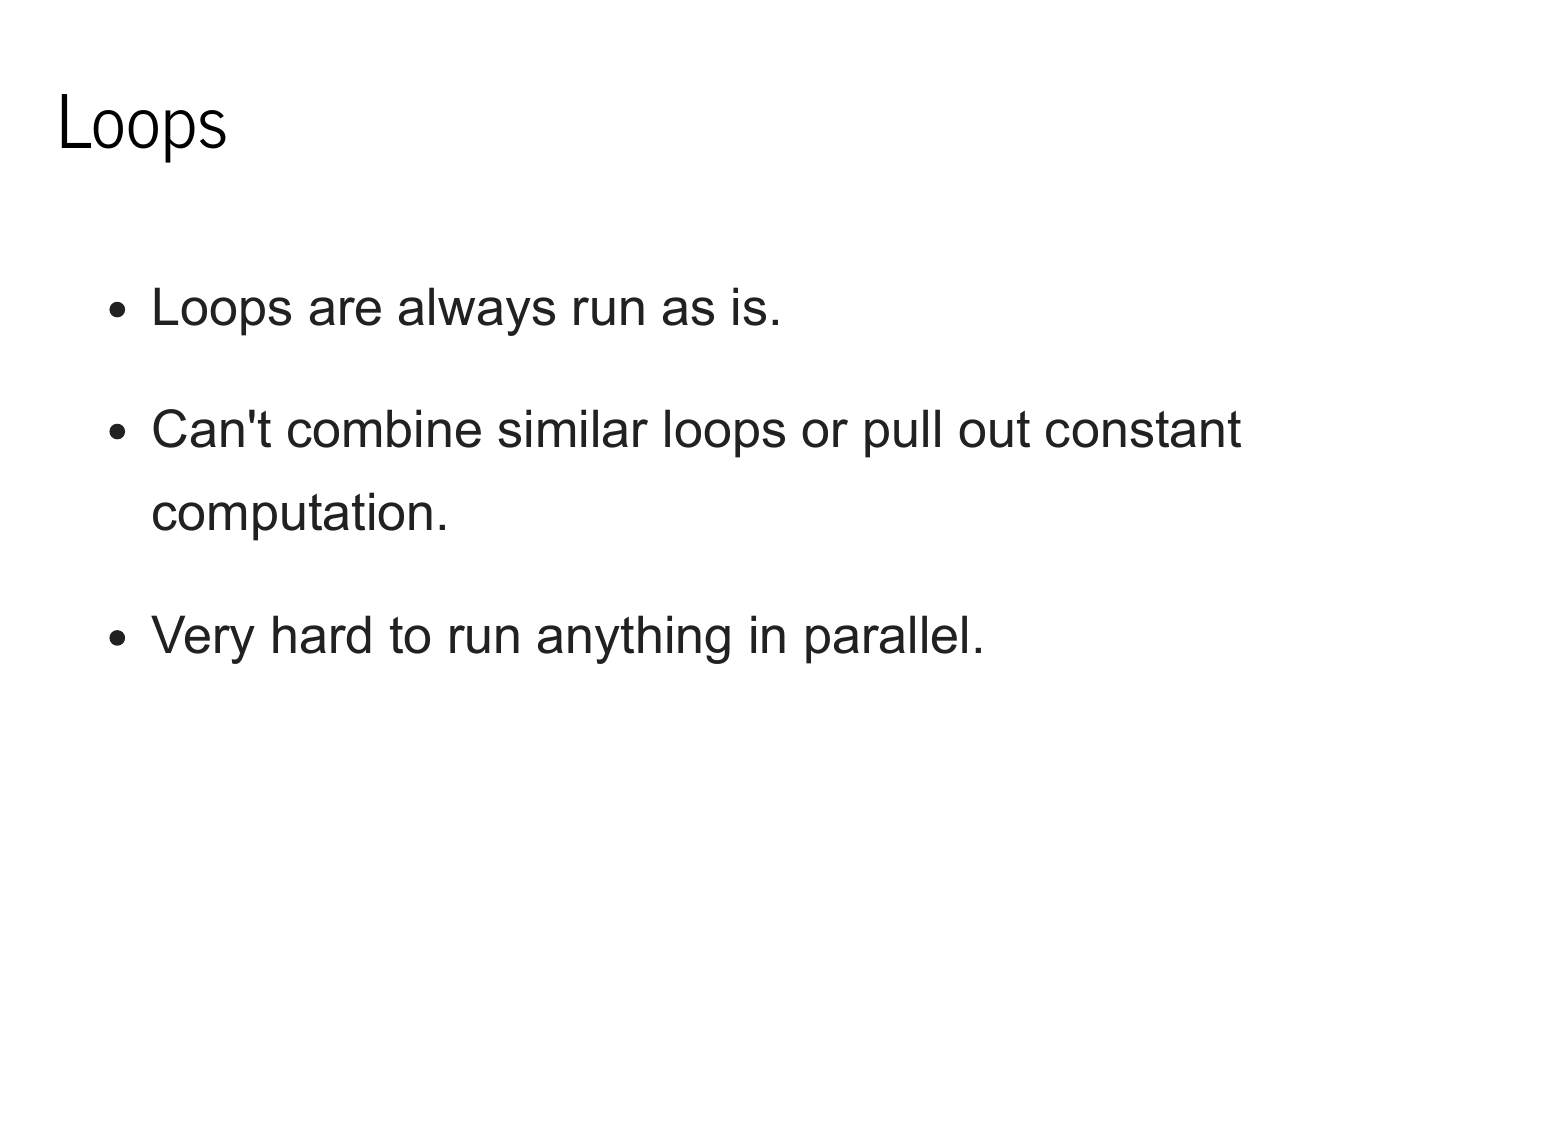 Loops
• Loops are always run as is.
• Can't combine similar loops or pull out constant
computation.
• Very hard to run anything in parallel.